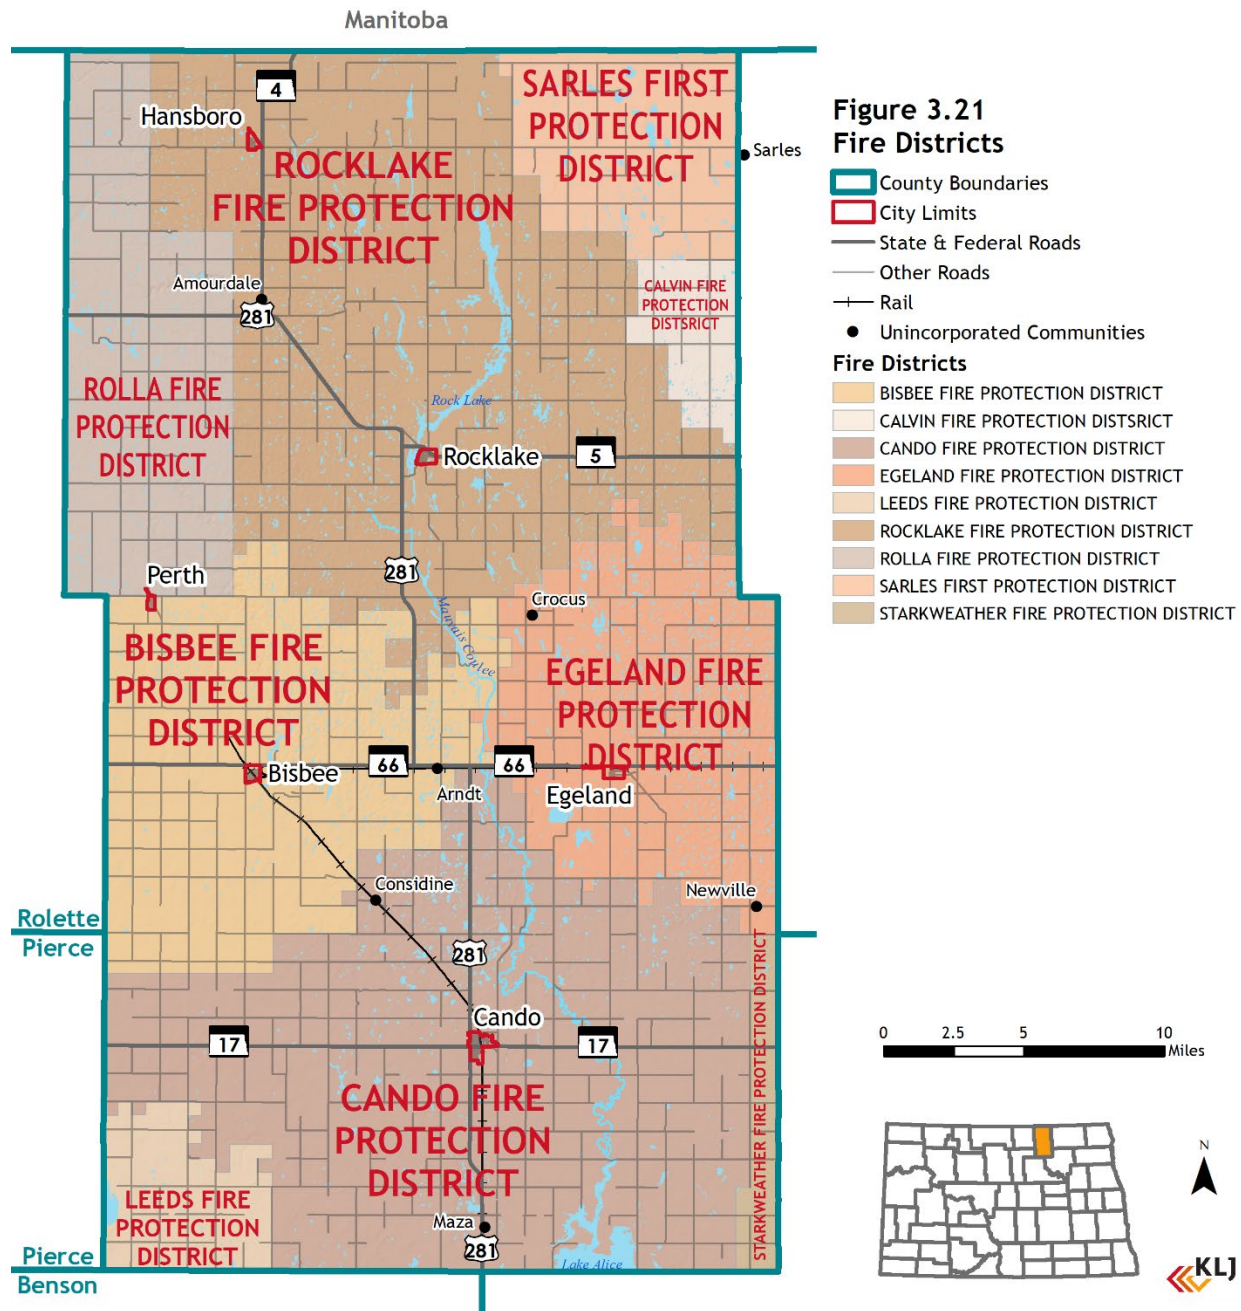 Manitoba
4
Hansboro
SARLES FIRST
PROTECTION
DISTRICT
Sarles
ROCKLAKE
FIRE PROTECTION
DISTRICT
Amourdale
281
CALVIN FIRE
PROTECTION
DISTSRICT
ROLLA FIRE
PROTECTION
DISTRICT
Rock Lake
Rocklake
5
Perth
281
Crocus
Mauvais Coulee
BISBEE FIRE
PROTECTION
DISTRICT
EGELAND FIRE
PROTECTION
DISTRICT
Bisbee
66
66
Arndt
Egeland
Considine
Newville
Rolette
Pierce
281
Cando
17
17
CANDO FIRE
PROTECTION
DISTRICT
STARKWEATHER FIRE PROTECTION DISTRICT
LEEDS FIRE
PROTECTION
DISTRICT
Maza
281
Lake Alice
Pierce
Benson
Figure 3.21
Fire Districts
County Boundaries
City Limits
State & Federal Roads
Other Roads
Rail
Unincorporated Communities
Fire Districts
BISBEE FIRE PROTECTION DISTRICT
CALVIN FIRE PROTECTION DISTSRICT
CANDO FIRE PROTECTION DISTRICT
EGELAND FIRE PROTECTION DISTRICT
LEEDS FIRE PROTECTION DISTRICT
ROCKLAKE FIRE PROTECTION DISTRICT
ROLLA FIRE PROTECTION DISTRICT
SARLES FIRST PROTECTION DISTRICT
STARKWEATHER FIRE PROTECTION DISTRICT
0 2.5 5 10
Miles
N
KLJ